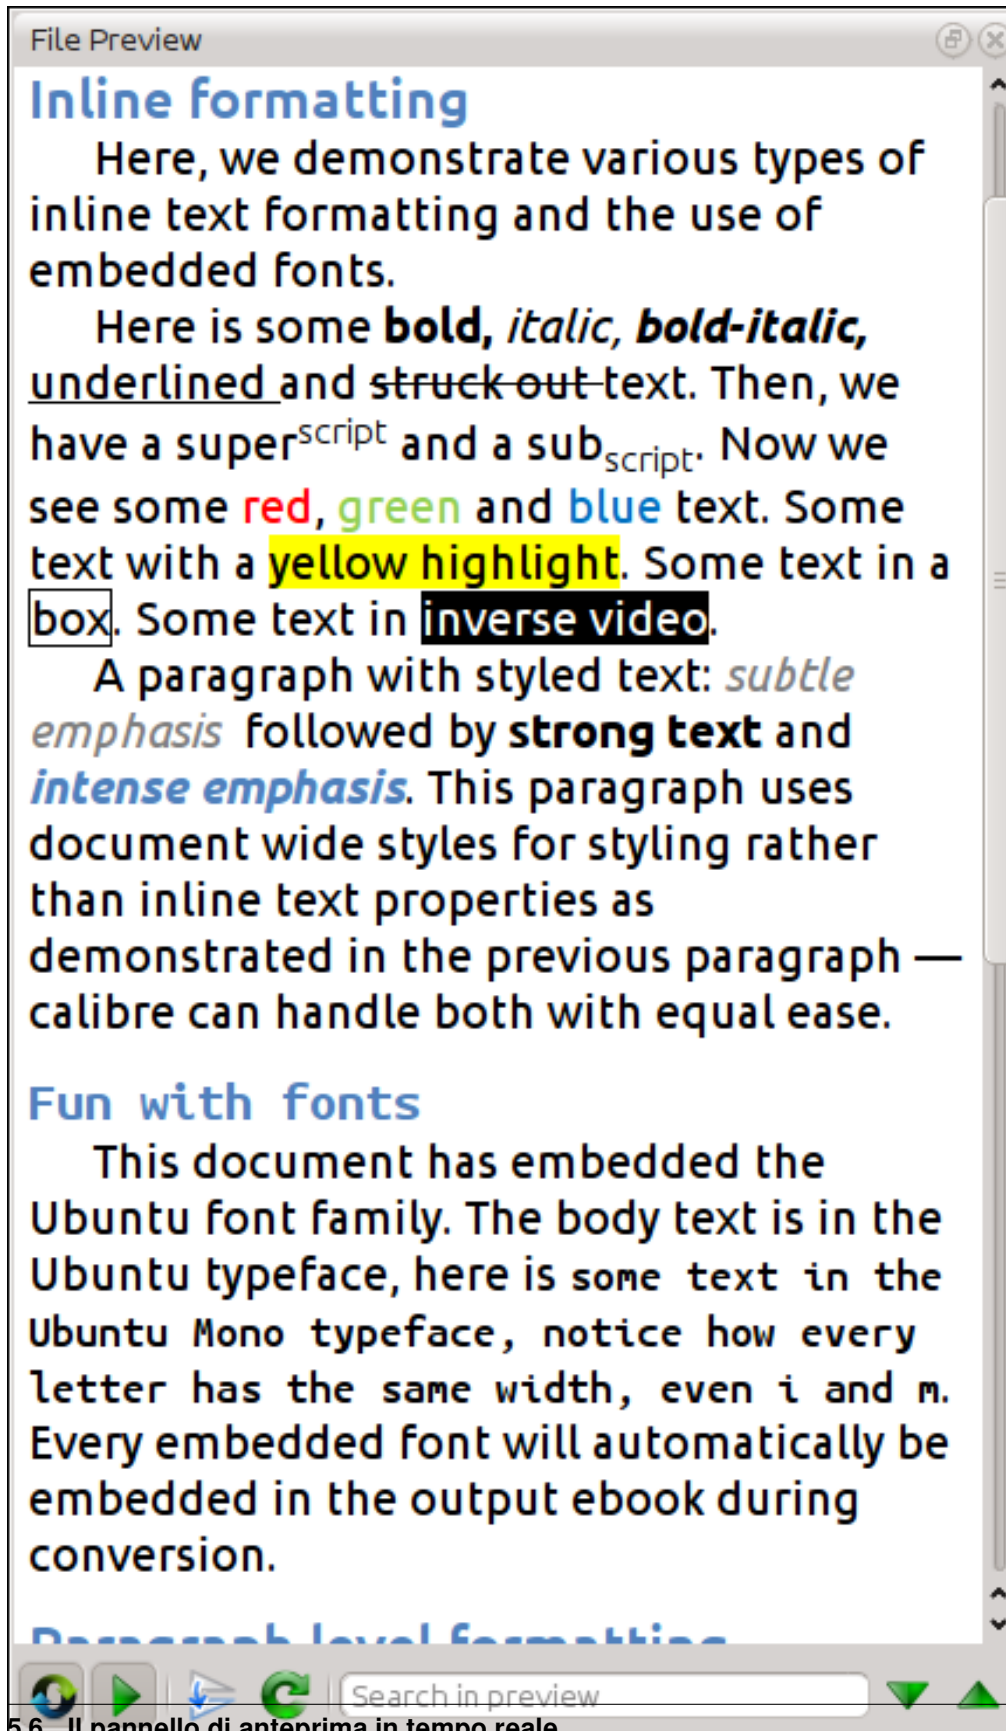 File Preview
Inline formatting
Here, we demonstrate various types of
inline text formatting and the use of
embedded fonts.
Here is some bold, italic, bold-italic,
underlined and struck out text. Then, we
have a superscript and a subscript. Now we
see some red, green and blue text. Some
text with a yellow highlight. Some text in a
box. Some text in inverse video.
A paragraph with styled text: subtle
emphasis followed by strong text and
intense emphasis. This paragraph uses
document wide styles for styling rather
than inline text properties as
demonstrated in the previous paragraph —
calibre can handle both with equal ease.
Fun with fonts
This document has embedded the
Ubuntu font family. The body text is in the
Ubuntu typeface, here is some text in the
Ubuntu Mono typeface, notice how every
letter has the same width, even i and m.
Every embedded font will automatically be
embedded in the output ebook during
conversion.
Paragraph level formatting
Search in preview
5.6 Il pannello di anteprima in tempo reale